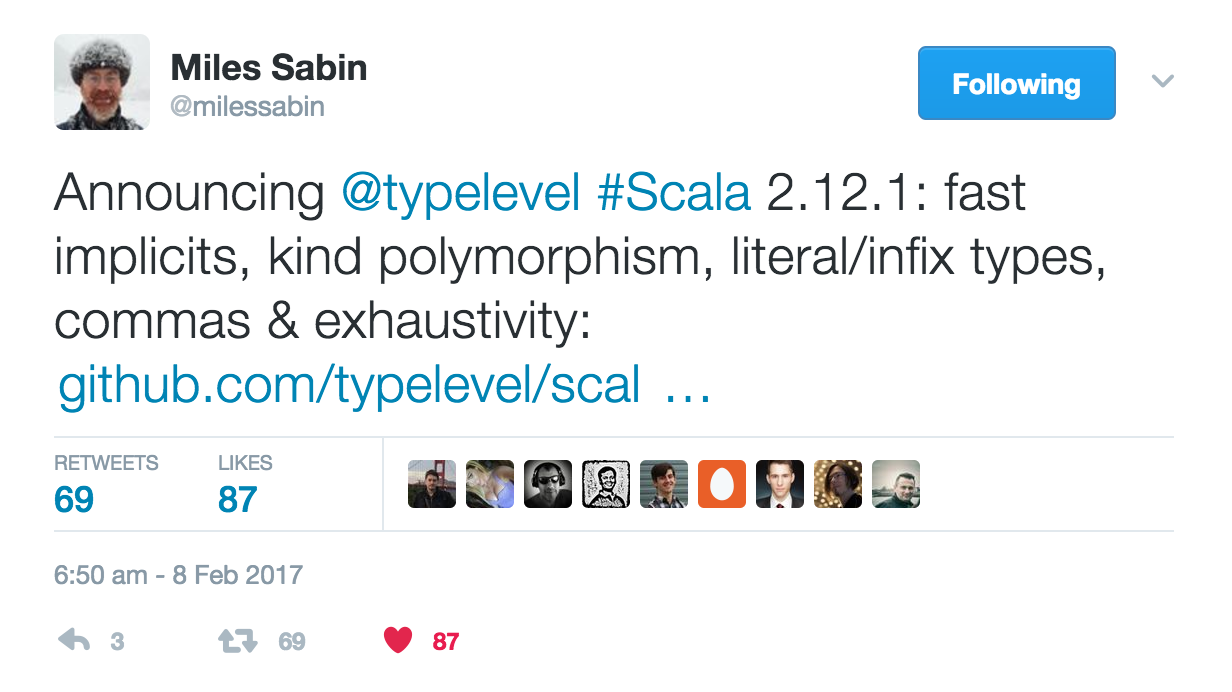 Miles Sabin
@milessabin
Following
Announcing @typelevel #Scala 2.12.1: fast
implicits, kind polymorphism, literal/infix types,
commas & exhaustivity:
github.com/typelevel/scal …
RETWEETS LIKES
69 87
6:50 am - 8 Feb 2017
3 69 87